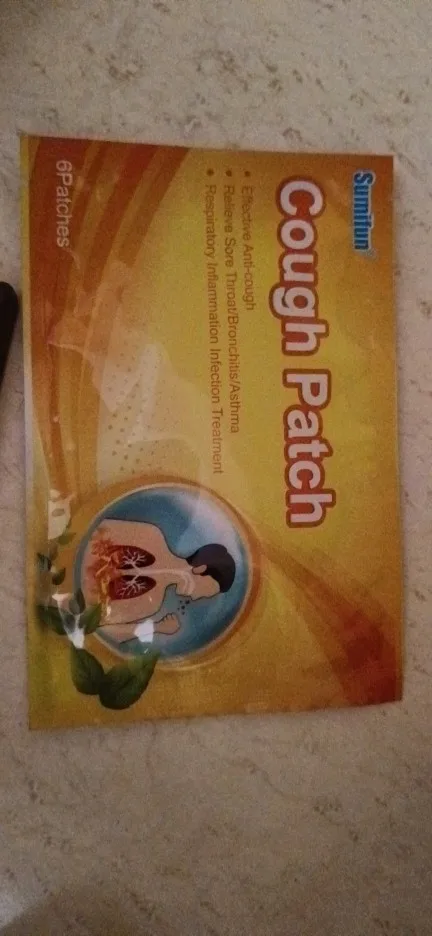 Sumifun
Cough Patch
• Effective Anti-cough
• Relieve Sore Throat/Bronchitis/Asthma
• Respiratory Inflammation Infection Treatment
6Patches